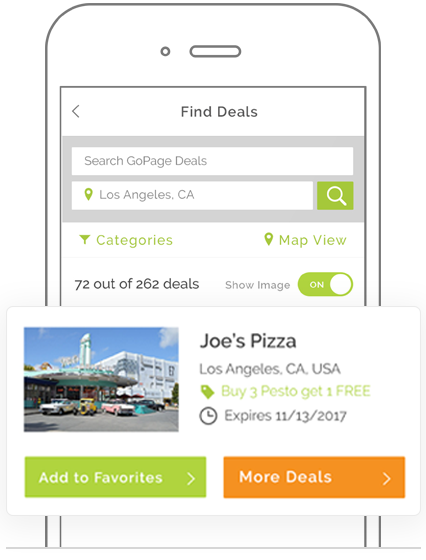 Find Deals
Search GoPage Deals
Los Angeles, CA
Categories
Map View
72 out of 262 deals
Show Image
ON
Joe's Pizza
Los Angeles, CA, USA
Buy 3 Pesto get 1 FREE
Expires 11/13/2017
Add to Favorites
More Deals